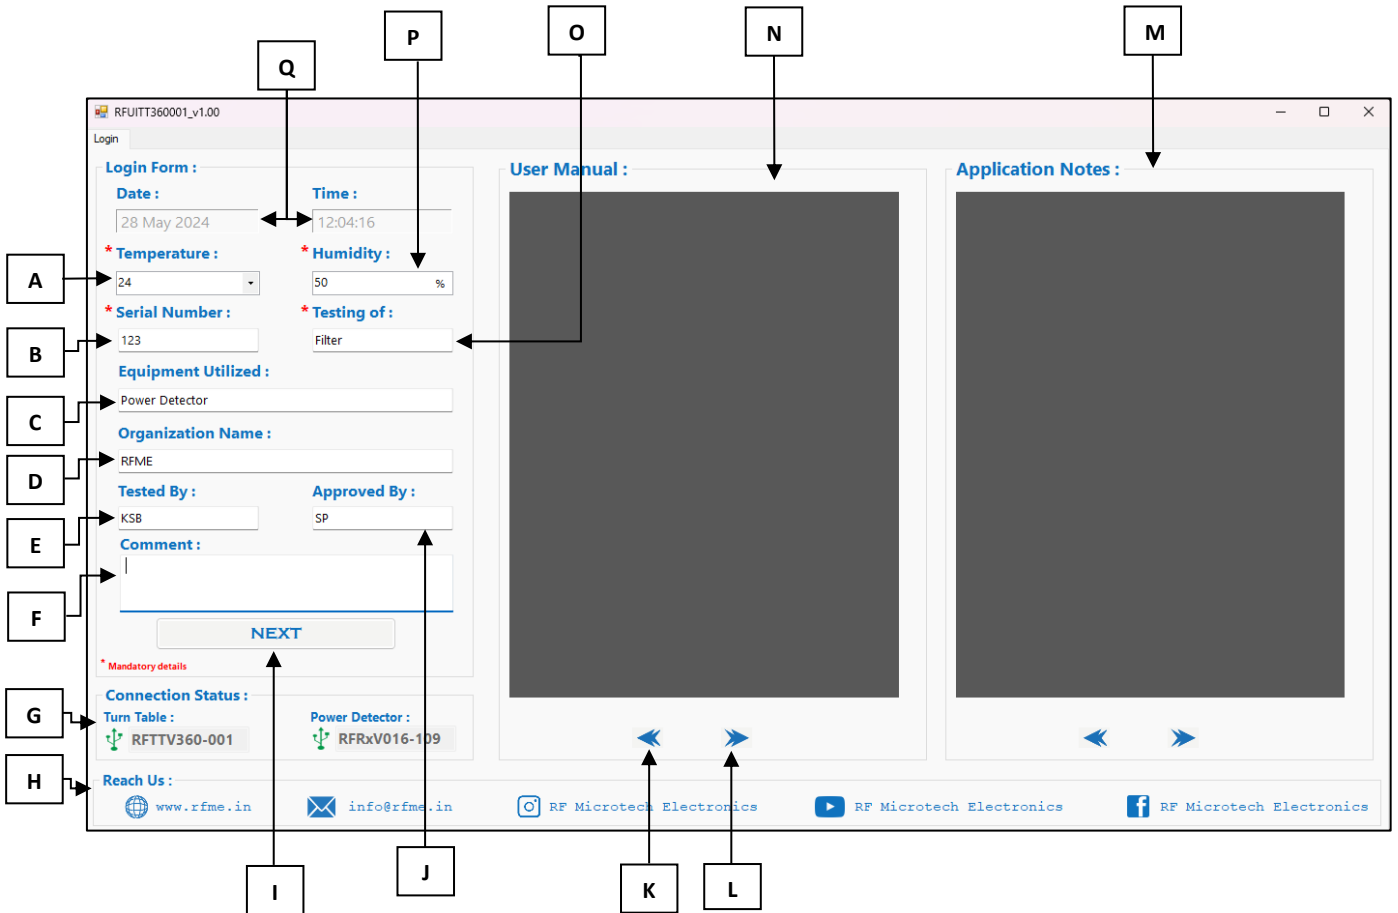 P
O
N
M
Q
RFUITT360001_v1.00
Login
Login Form :
Date :
Time :
28 May 2024
12:04:16
* Temperature :
* Humidity :
24
50 %
* Serial Number :
* Testing of :
123
Filter
Equipment Utilized :
Power Detector
Organization Name :
RFME
Tested By :
Approved By :
KSB
SP
Comment :
NEXT
* Mandatory details
Connection Status :
Turn Table :
Power Detector :
RFTTV360-001
RFRxV016-109
User Manual :
Application Notes :
Reach Us :
www.rfme.in
info@rfme.in
RF Microtech Electronics
RF Microtech Electronics
RF Microtech Electronics
A
B
C
D
E
F
G
H
I
J
K
L